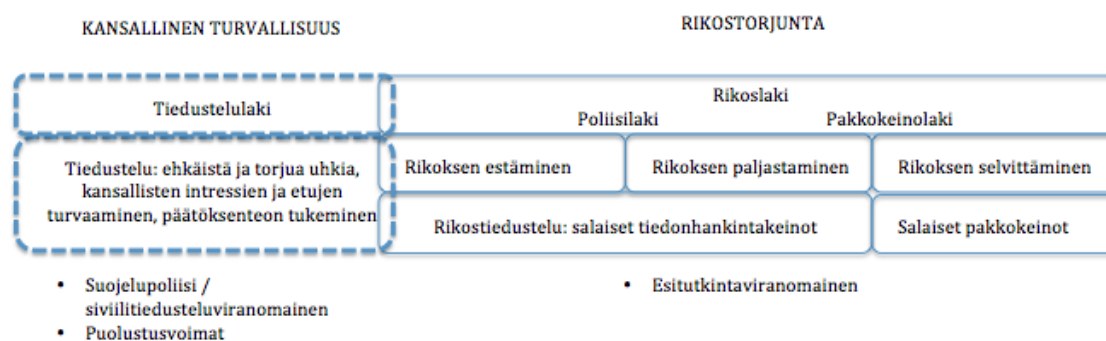 KANSALLINEN TURVALLISUUS
RIKOSTORJUNTA
Tiedustelulaki
Rikoslaki
Poliisilaki
Pakkokeinolaki
Tiedustelu: ehkäistä ja torjua uhkia,
kansallisten intressien ja etujen
turvaaminen, päätöksenteon tukeminen
Rikoksen estäminen
Rikoksen paljastaminen
Rikoksen selvittäminen
Rikostiedustelu: salaiset tiedonhankintakeinot
Salaiset pakkokeinot
• Suojelupoliisi /
siviilitiedusteluviranomainen
• Puolustusvoimat
• Esitutkintaviranomainen